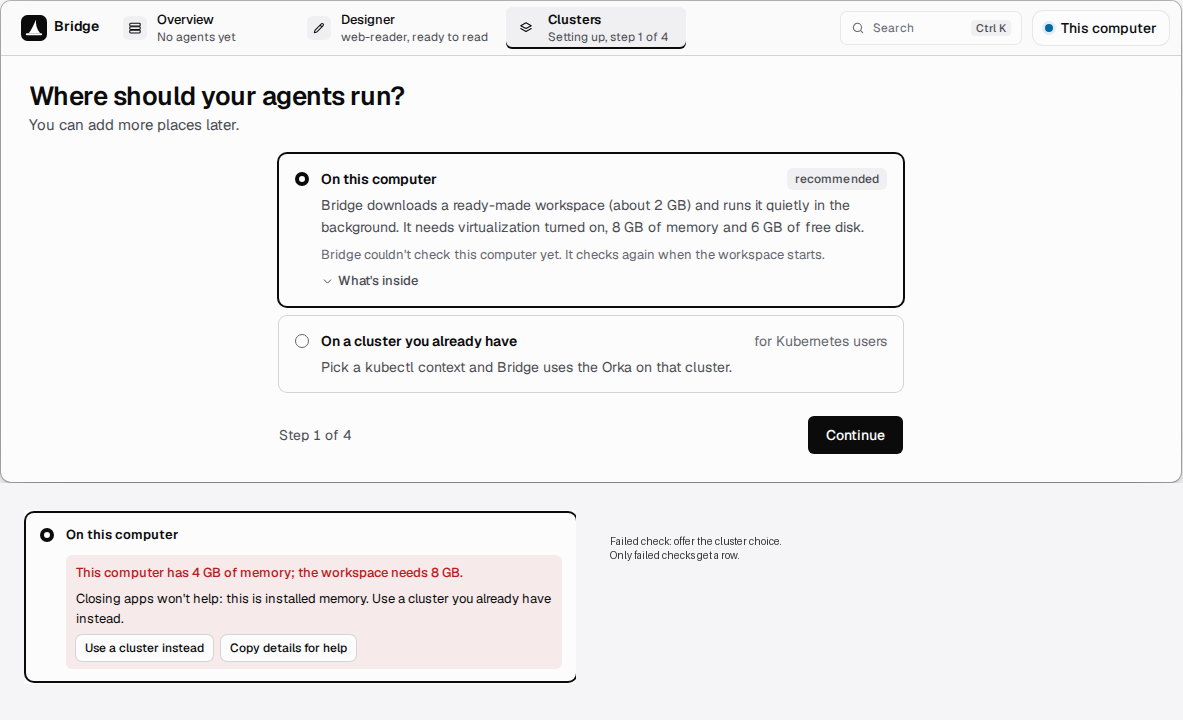 Bridge
Overview
No agents yet
Designer
web-reader, ready to read
Clusters
Setting up, step 1 of 4
Search
Ctrl K
This computer
Where should your agents run?
You can add more places later.
On this computer
recommended
Bridge downloads a ready-made workspace (about 2 GB) and runs it quietly in the
background. It needs virtualization turned on, 8 GB of memory and 6 GB of free disk.
Bridge couldn't check this computer yet. It checks again when the workspace starts.
What's inside
On a cluster you already have
for Kubernetes users
Pick a kubectl context and Bridge uses the Orka on that cluster.
Step 1 of 4
Continue
On this computer
This computer has 4 GB of memory; the workspace needs 8 GB.
Closing apps won't help: this is installed memory. Use a cluster you already have
instead.
Use a cluster instead
Copy details for help
Failed check: offer the cluster choice.
Only failed checks get a row.